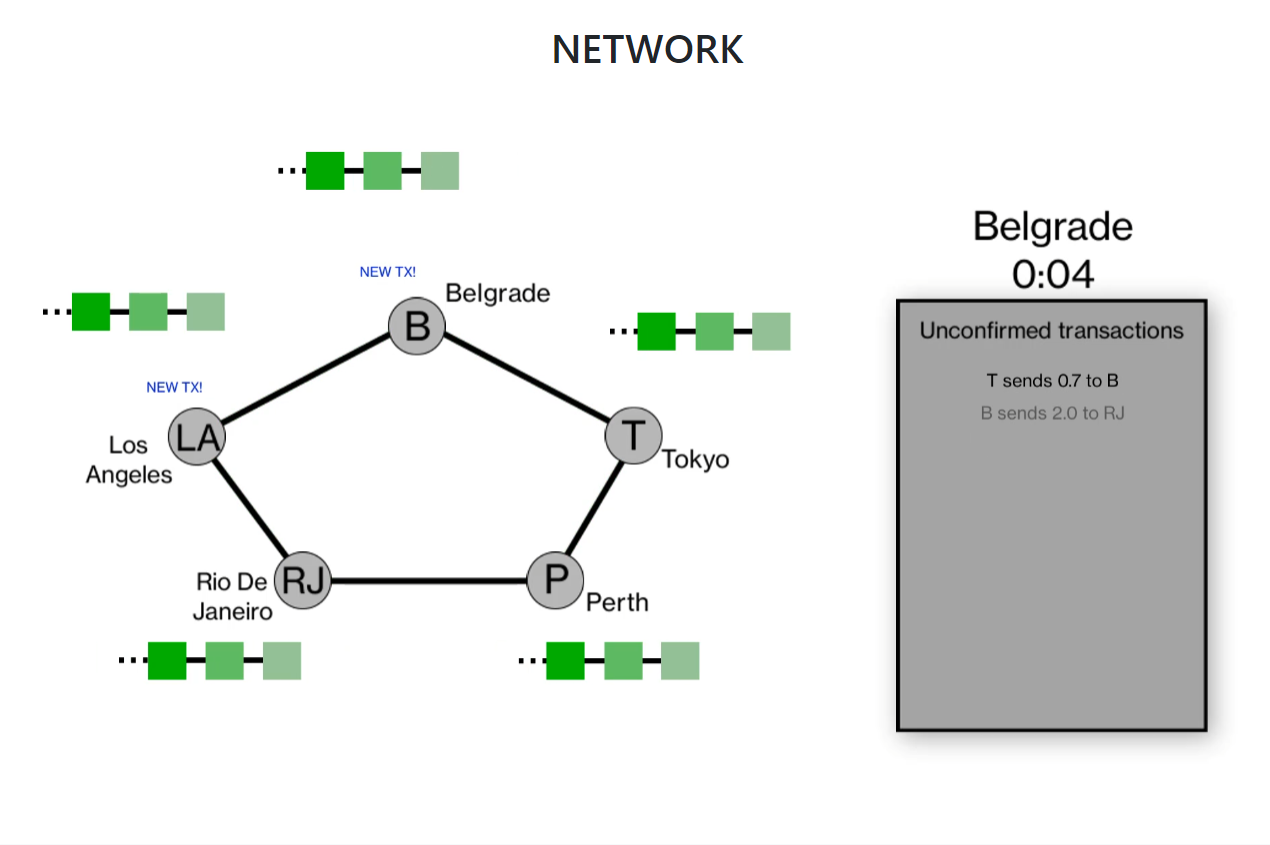 NETWORK
NEW TX!
Belgrade
B
NEW TX!
LA
Los
Angeles
T
Tokyo
RJ
Rio De
Janeiro
P
Perth
Belgrade
0:04
Unconfirmed transactions
T sends 0.7 to B
B sends 2.0 to RJ